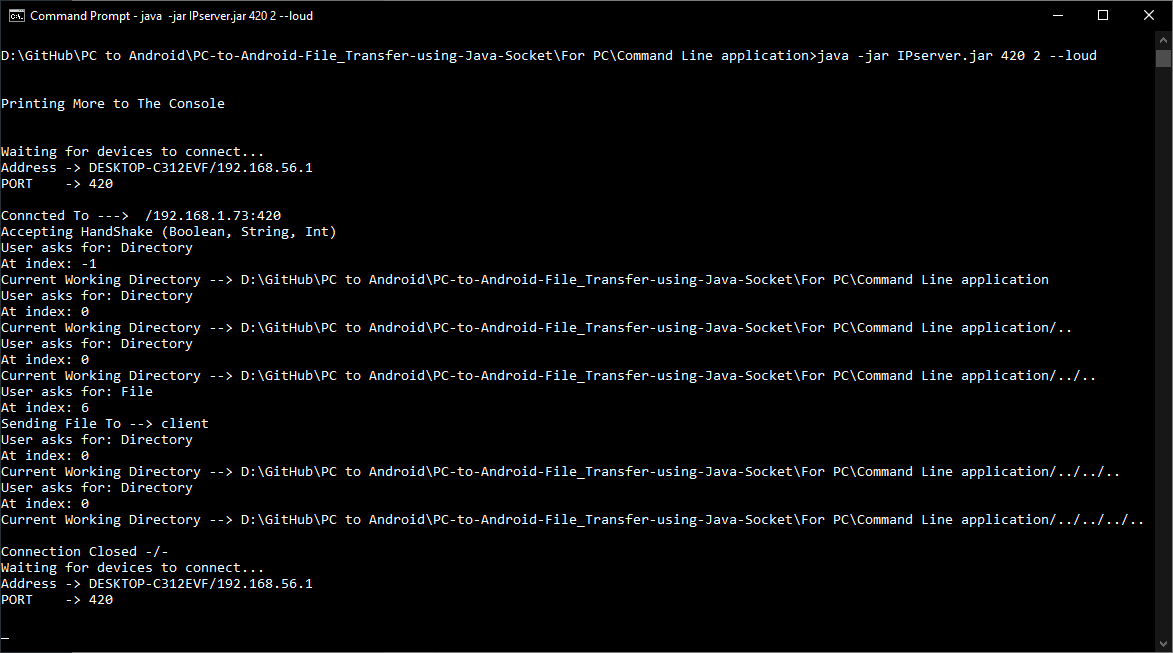 Command Prompt - java  -jar IPserver.jar 420 2 --loud
D:\GitHub\PC to Android\PC-to-Android-File_Transfer-using-Java-Socket\For PC\Command Line application>java -jar IPserver.jar 420 2 --loud
Printing More to The Console
Waiting for devices to connect...
Address -> DESKTOP-C312EVF/192.168.56.1
PORT    -> 420
Conncted To --->  /192.168.1.73:420
Accepting HandShake (Boolean, String, Int)
User asks for: Directory
At index: -1
Current Working Directory --> D:\GitHub\PC to Android\PC-to-Android-File_Transfer-using-Java-Socket\For PC\Command Line application
User asks for: Directory
At index: 0
Current Working Directory --> D:\GitHub\PC to Android\PC-to-Android-File_Transfer-using-Java-Socket\For PC\Command Line application/..
User asks for: Directory
At index: 0
Current Working Directory --> D:\GitHub\PC to Android\PC-to-Android-File_Transfer-using-Java-Socket\For PC\Command Line application/../..
User asks for: File
At index: 6
Sending File To --> client
User asks for: Directory
At index: 0
Current Working Directory --> D:\GitHub\PC to Android\PC-to-Android-File_Transfer-using-Java-Socket\For PC\Command Line application/../../..
User asks for: Directory
At index: 0
Current Working Directory --> D:\GitHub\PC to Android\PC-to-Android-File_Transfer-using-Java-Socket\For PC\Command Line application/../../../..
Connection Closed -/-
Waiting for devices to connect...
Address -> DESKTOP-C312EVF/192.168.56.1
PORT    -> 420